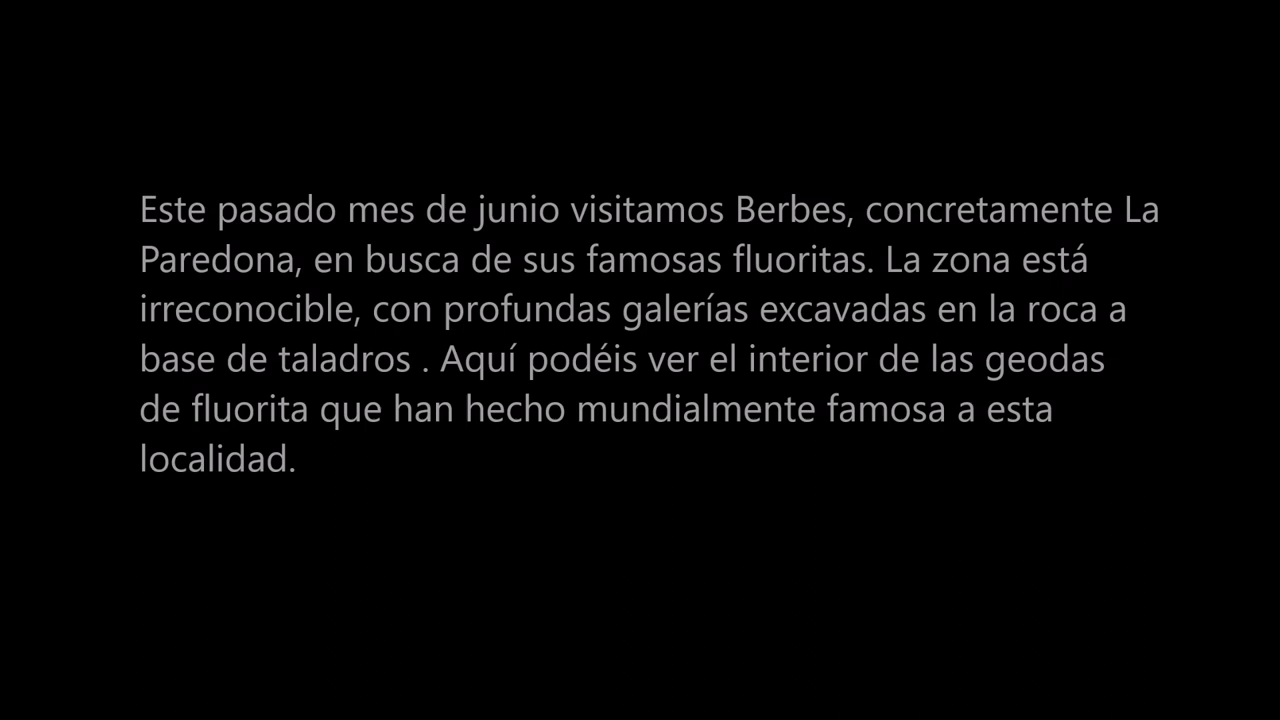 Este pasado mes de junio visitamos Berbes, concretamente La
Paredona, en busca de sus famosas fluoritas. La zona está
irreconocible, con profundas galerías excavadas en la roca a
base de taladros . Aquí podéis ver el interior de las geodas
de fluorita que han hecho mundialmente famosa a esta
localidad.